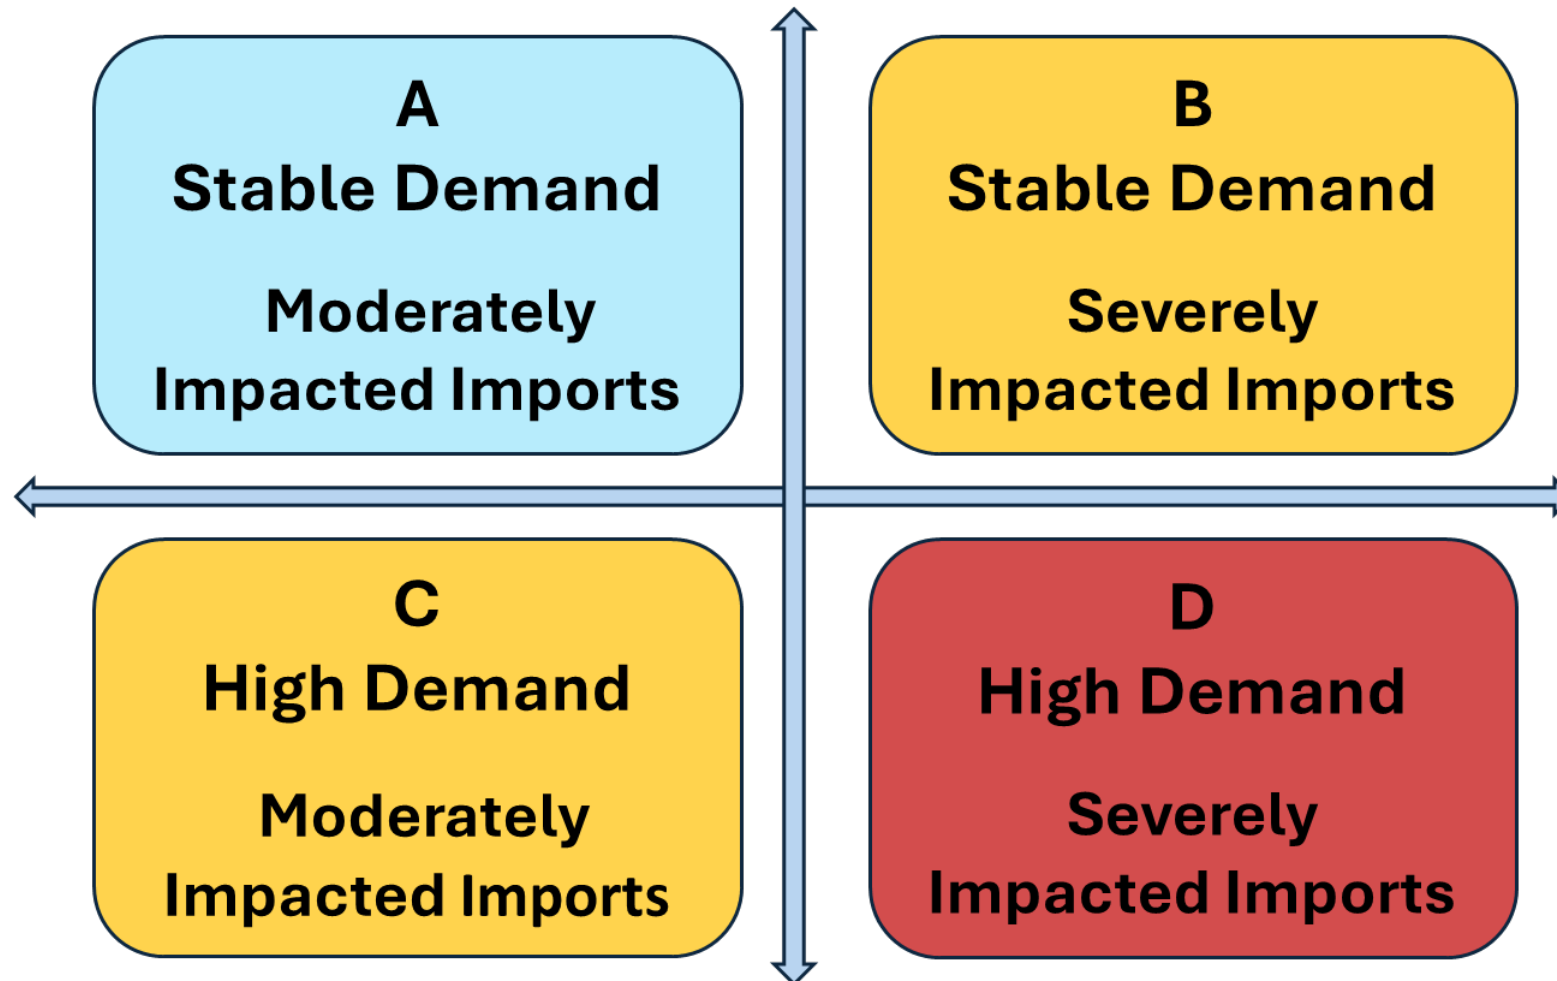 A
Stable Demand
Moderately
Impacted Imports
B
Stable Demand
Severely
Impacted Imports
C
High Demand
Moderately
Impacted Imports
D
High Demand
Severely
Impacted Imports